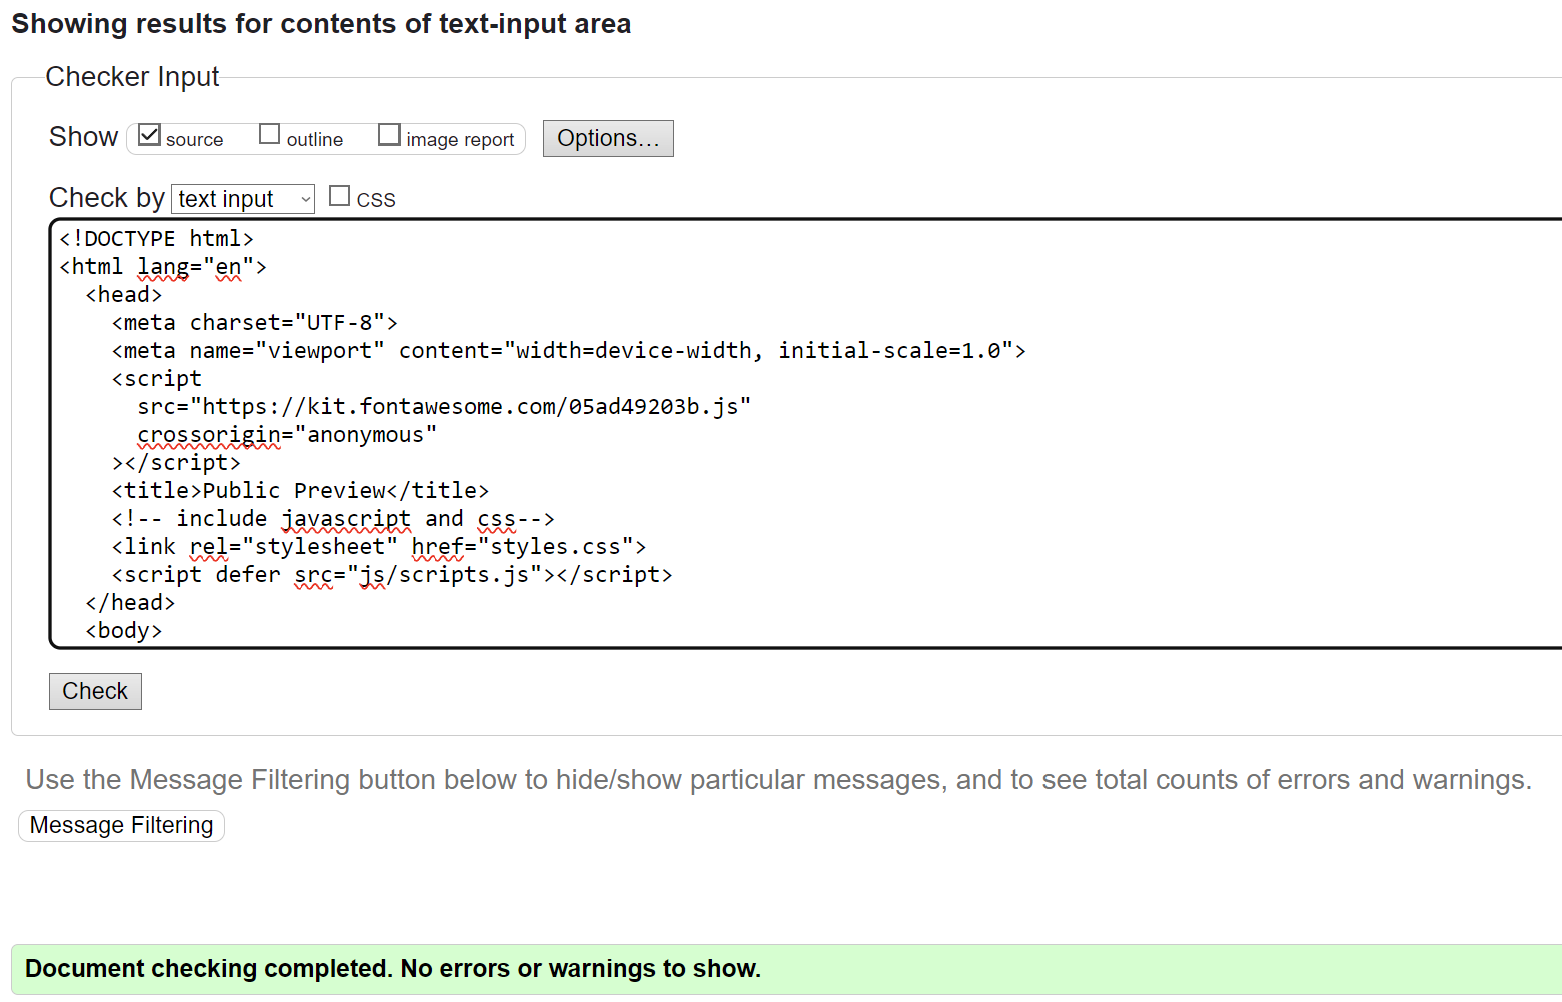 Showing results for contents of text-input area
Checker Input
Show source outline image report Options...
Check by text input CSS
<!DOCTYPE html>
<html lang="en">
  <head>
    <meta charset="UTF-8">
    <meta name="viewport" content="width=device-width, initial-scale=1.0">
    <script
      src="https://kit.fontawesome.com/05ad49203b.js"
      crossorigin="anonymous"
    ></script>
    <title>Public Preview</title>
    <!-- include javascript and css-->
    <link rel="stylesheet" href="styles.css">
    <script defer src="js/scripts.js"></script>
  </head>
  <body>
Check
Use the Message Filtering button below to hide/show particular messages, and to see total counts of errors and warnings.
Message Filtering
Document checking completed. No errors or warnings to show.